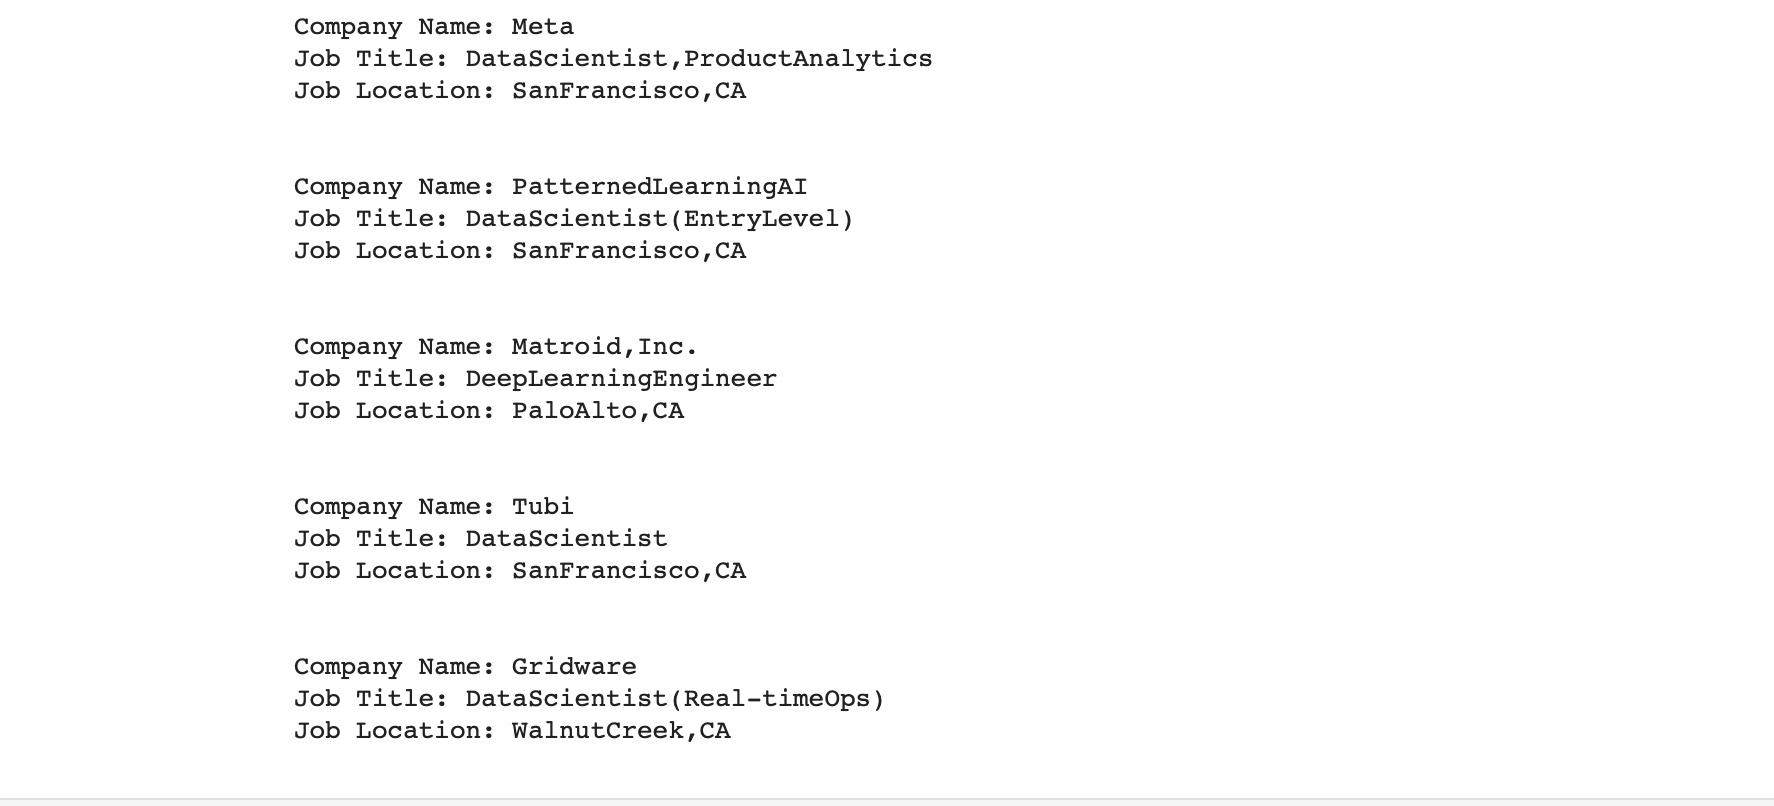 Company Name: Meta
Job Title: DataScientist,ProductAnalytics
Job Location: SanFrancisco,CA
Company Name: PatternedLearningAI
Job Title: DataScientist(EntryLevel)
Job Location: SanFrancisco,CA
Company Name: Matroid,Inc.
Job Title: DeepLearningEngineer
Job Location: PaloAlto,CA
Company Name: Tubi
Job Title: DataScientist
Job Location: SanFrancisco,CA
Company Name: Gridware
Job Title: DataScientist(Real-timeOps)
Job Location: WalnutCreek,CA